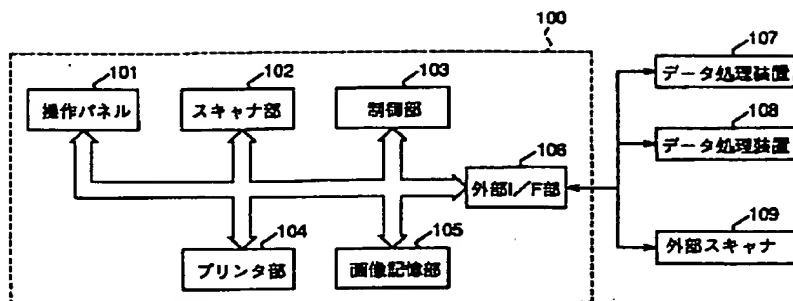 100
101
操作パネル
102
スキャナ部
103
制御部
104
プリンタ部
105
画像記憶部
106
外部I/F部
107
データ処理装置
108
データ処理装置
109
外部スキャナ